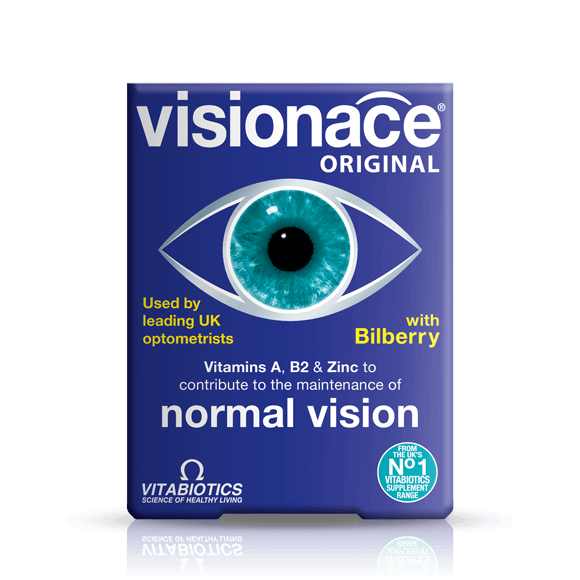 visionace®
ORIGINAL
Used by
leading UK
optometrists
with
Bilberry
Vitamins A, B2 & Zinc to
contribute to the maintenance of
normal vision
VITABIOTICS
SCIENCE OF HEALTHY LIVING
FROM
THE UK'S
Nº1
VITABIOTICS
SUPPLEMENT
RANGE